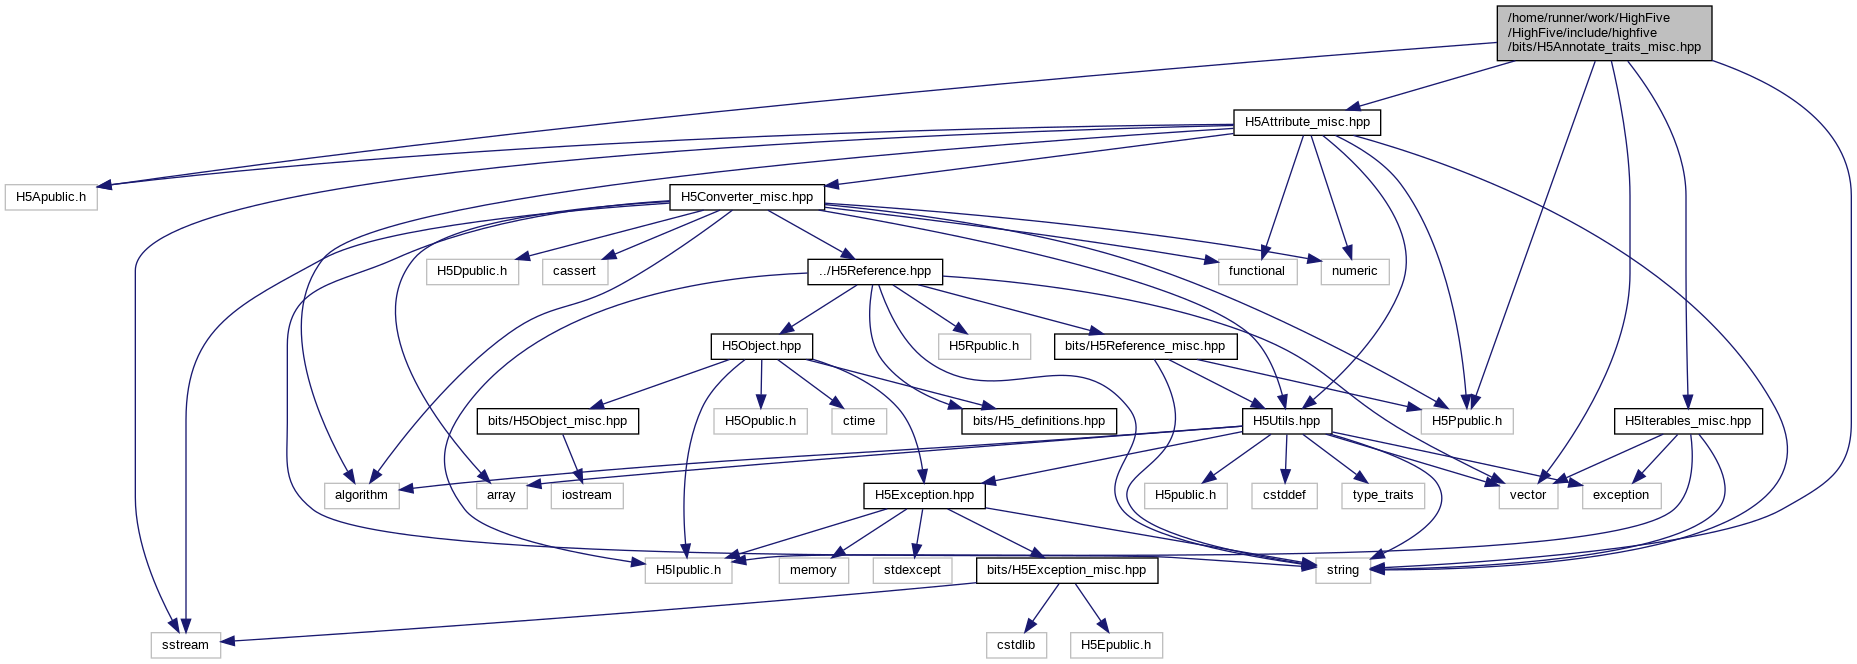 /home/runner/work/HighFive
/HighFive/include/highfive
/bits/H5Annotate_traits_misc.hpp
H5Attribute_misc.hpp
H5Apublic.h
H5Converter_misc.hpp
H5Dpublic.h
cassert
../H5Reference.hpp
functional
numeric
H5Object.hpp
H5Rpublic.h
bits/H5Reference_misc.hpp
bits/H5Object_misc.hpp
H5Opublic.h
ctime
bits/H5_definitions.hpp
H5Utils.hpp
H5Ppublic.h
H5Iterables_misc.hpp
algorithm
array
iostream
H5Exception.hpp
H5public.h
cstddef
type_traits
vector
exception
H5Ipublic.h
memory
stdexcept
bits/H5Exception_misc.hpp
string
sstream
cstdlib
H5Epublic.h